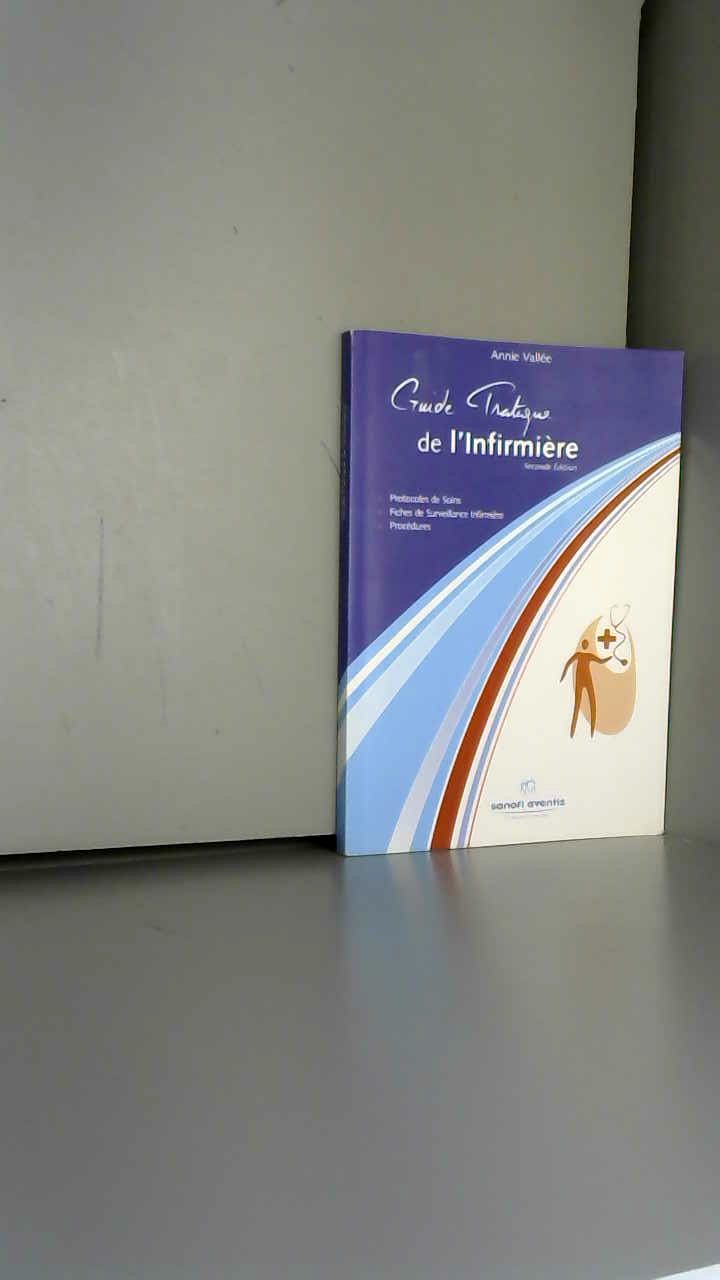 Annie Vallée
Guide Pratique
de l'Infirmière
Seconde Édition
Protocoles de Soins
Fiches de Surveillance Infirmière
Procédures
sanofi aventis